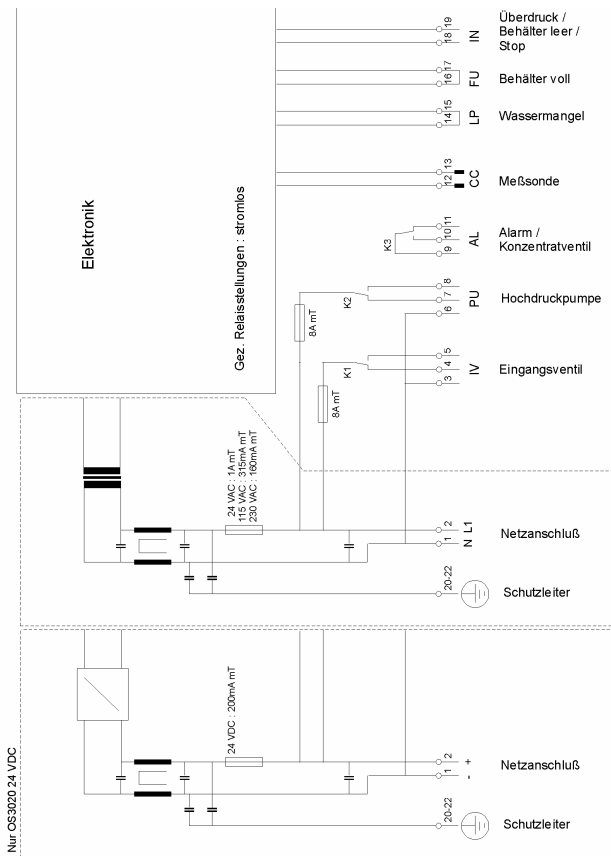 19
18
IN
Überdruck /
Behälter leer /
Stop
17
16
FU
Behälter voll
15
14
LP
Wassermangel
13
12
CC
Meßsonde
Elektronik
Gez. Relaisstellungen : stromlos
11
10
9
K3
AL
Alarm /
Konzentratventil
8
7
6
K2
8A mT
PU
Hochdruckpumpe
5
4
3
K1
8A mT
IV
Eingangsventil
24 VAC : 1A mT
115 VAC : 315mA mT
230 VAC : 160mA mT
2 L1
1 N
Netzanschluß
20-22
Schutzleiter
Nur OS3020 24 VDC
24 VDC : 200mA mT
2 +
1 -
Netzanschluß
20-22
Schutzleiter